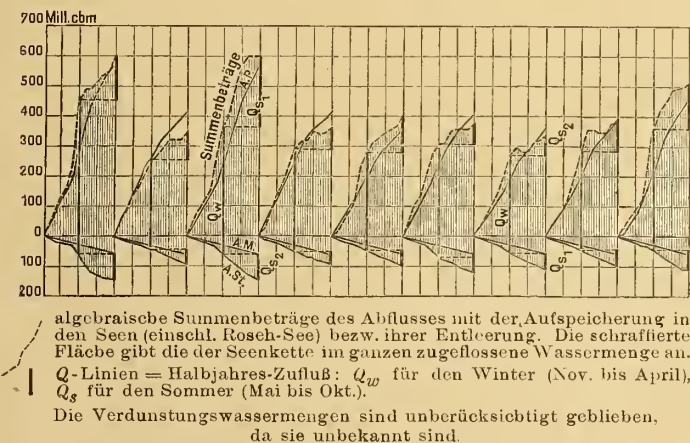 700 Mill.cbm
600
500
400
300
200
100
0
100
200
Summenbeträge
A.P.
Qs1
Qw
A.M.
A.St.
Qs2
Qs2
Qw
Qs1
algebraische Summenbeträge des Abflusses mit der Aufspeicherung in
den Seen (einschl. Rosch-See) bezw. ihrer Entleerung. Die schraffierte
Fläche gibt die der Seenkette im ganzen zugeflossene Wassermenge an.
Q-Linien = Halbjahres-Zufluß: Qw für den Winter (Nov. bis April),
Qs für den Sommer (Mai bis Okt.).
Die Verdunstungswassermengen sind unberücksichtigt geblieben,
da sie unbekannt sind.